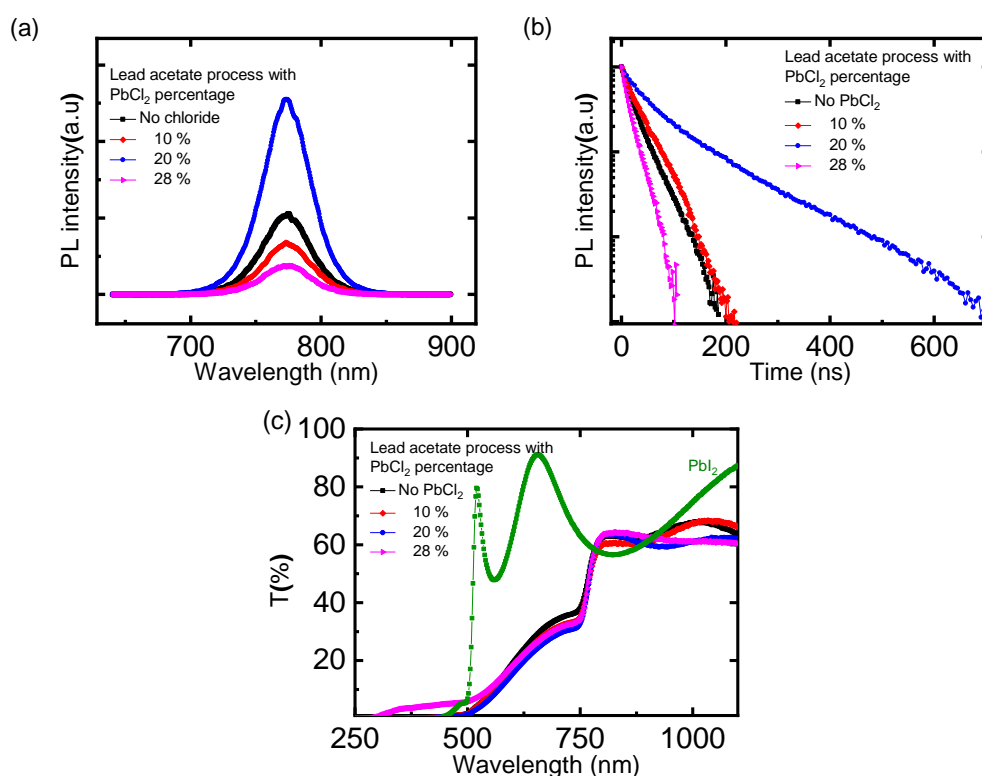 (a)
Lead acetate process with
PbCl₂ percentage
No chloride
10 %
20 %
28 %
PL intensity(a.u)
700
800
900
Wavelength (nm)
(b)
Lead acetate process with
PbCl₂ percentage
No PbCl₂
10 %
20 %
28 %
PL intensity(a.u)
0
200
400
600
Time (ns)
(c)
Lead acetate process with
PbCl₂ percentage
No PbCl₂
10 %
20 %
28 %
PbI₂
T(%)
100
80
60
40
20
250
500
750
1000
Wavelength (nm)